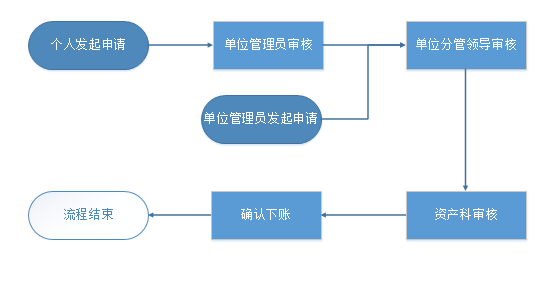 个人发起申请
单位管理员审核
单位分管领导审核
单位管理员发起申请
流程结束
确认下账
资产科审核